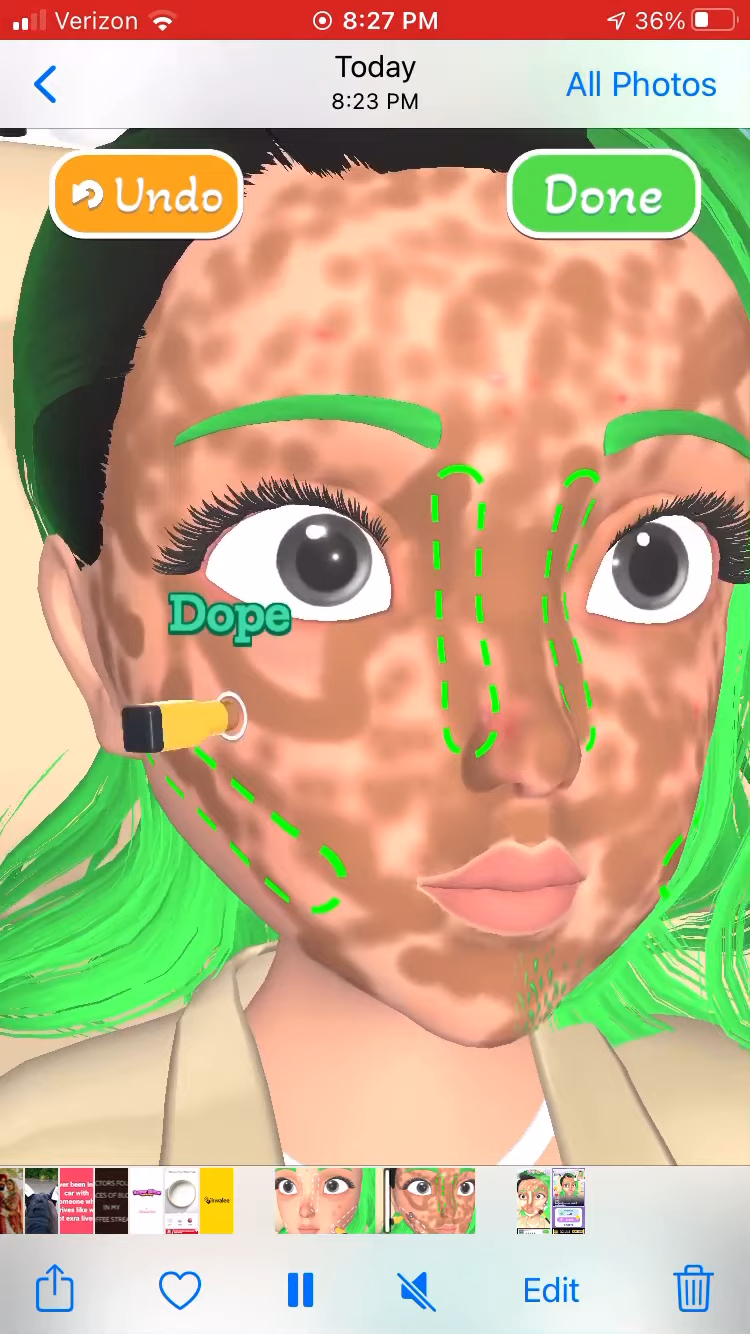 Verizon 8:27 PM 36%
Today
8:23 PM
All Photos
Undo
Done
Dope
Edit